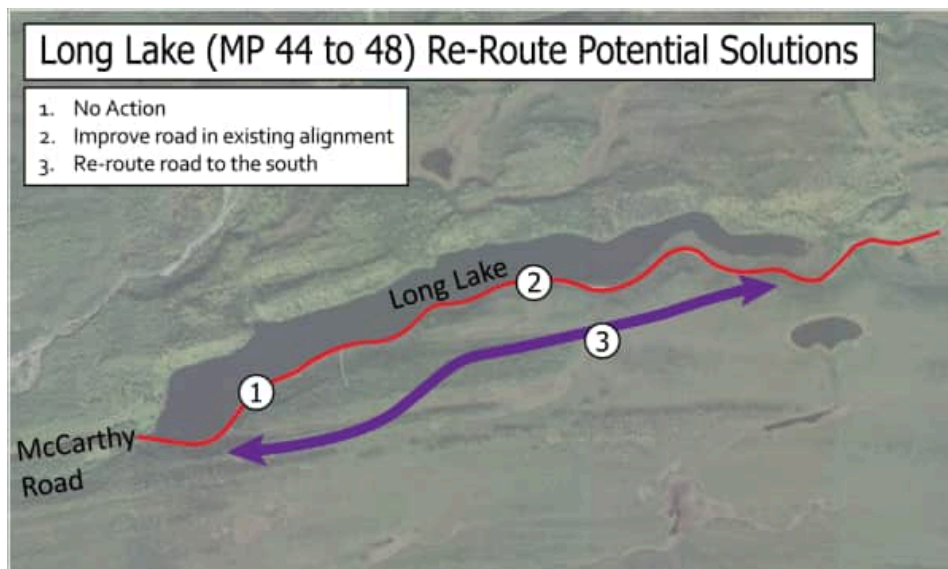 Long Lake (MP 44 to 48) Re-Route Potential Solutions
1. No Action
2. Improve road in existing alignment
3. Re-route road to the south
Long Lake
2
3
1
McCarthy
Road